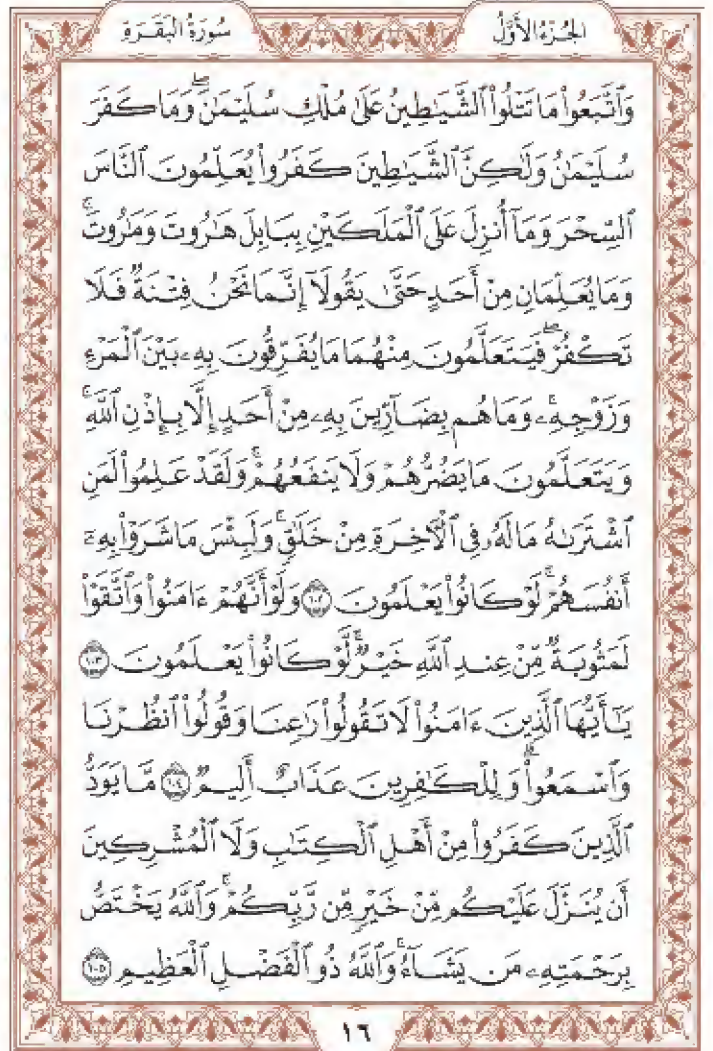 الجُزْءُ الأَوَّلُ
سُورَةُ البَقَرَةِ
وَٱتَّبَعُوا۟ مَا تَتْلُوا۟ ٱلشَّيَٰطِينُ عَلَىٰ مُلْكِ سُلَيْمَٰنَ ۖ وَمَا كَفَرَ
سُلَيْمَٰنُ وَلَٰكِنَّ ٱلشَّيَٰطِينَ كَفَرُوا۟ يُعَلِّمُونَ ٱلنَّاسَ
ٱلسِّحْرَ وَمَآ أُنزِلَ عَلَى ٱلْمَلَكَيْنِ بِبَابِلَ هَٰرُوتَ وَمَٰرُوتَ ۚ
وَمَا يُعَلِّمَانِ مِنْ أَحَدٍ حَتَّىٰ يَقُولَآ إِنَّمَا نَحْنُ فِتْنَةٌ فَلَا
تَكْفُرْ ۖ فَيَتَعَلَّمُونَ مِنْهُمَا مَا يُفَرِّقُونَ بِهِۦ بَيْنَ ٱلْمَرْءِ
وَزَوْجِهِۦ ۚ وَمَا هُم بِضَآرِّينَ بِهِۦ مِنْ أَحَدٍ إِلَّا بِإِذْنِ ٱللَّهِ ۚ
وَيَتَعَلَّمُونَ مَا يَضُرُّهُمْ وَلَا يَنفَعُهُمْ ۚ وَلَقَدْ عَلِمُوا۟ لَمَنِ
ٱشْتَرَىٰهُ مَا لَهُۥ فِى ٱلْءَاخِرَةِ مِنْ خَلَٰقٍ ۚ وَلَبِئْسَ مَا شَرَوْا۟ بِهِۦٓ
أَنفُسَهُمْ ۚ لَوْ كَانُوا۟ يَعْلَمُونَ ١٠٢ وَلَوْ أَنَّهُمْ ءَامَنُوا۟ وَٱتَّقَوْا۟
لَمَثُوبَةٌ مِّنْ عِندِ ٱللَّهِ خَيْرٌ ۖ لَّوْ كَانُوا۟ يَعْلَمُونَ ١٠٣
يَٰٓأَيُّهَا ٱلَّذِينَ ءَامَنُوا۟ لَا تَقُولُوا۟ رَٰعِنَا وَقُولُوا۟ ٱنظُرْنَا
وَٱسْمَعُوا۟ ۗ وَلِلْكَٰفِرِينَ عَذَابٌ أَلِيمٌ ١٠٤ مَّا يَوَدُّ
ٱلَّذِينَ كَفَرُوا۟ مِنْ أَهْلِ ٱلْكِتَٰبِ وَلَا ٱلْمُشْرِكِينَ
أَن يُنَزَّلَ عَلَيْكُم مِّنْ خَيْرٍ مِّن رَّبِّكُمْ ۗ وَٱللَّهُ يَخْتَصُّ
بِرَحْمَتِهِۦ مَن يَشَآءُ ۚ وَٱللَّهُ ذُو ٱلْفَضْلِ ٱلْعَظِيمِ ١٠٥
١٦